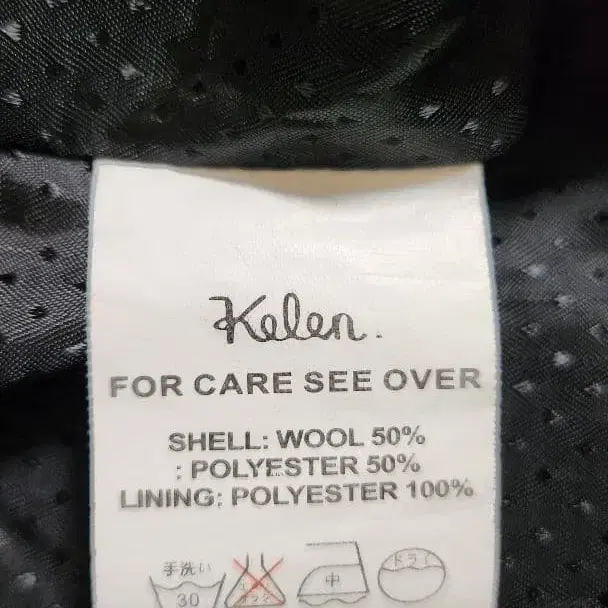 Kelen.
FOR CARE SEE OVER
SHELL: WOOL 50%
: POLYESTER 50%
LINING: POLYESTER 100%
手洗い
30
中
ドライ